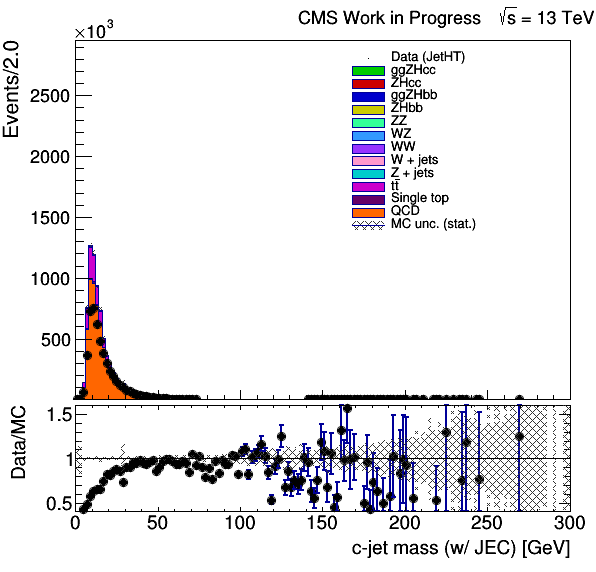 CMS Work in Progress √s = 13 TeV
×10³
Events/2.0
2500
2000
1500
1000
500
Data (JetHT)
ggZHcc
ZHcc
ggZHbb
ZHbb
ZZ
WZ
WW
W + jets
Z + jets
tt̄
Single top
QCD
MC unc. (stat.)
Data/MC
1.5
1
0.5
0 50 100 150 200 250 300
c-jet mass (w/ JEC) [GeV]